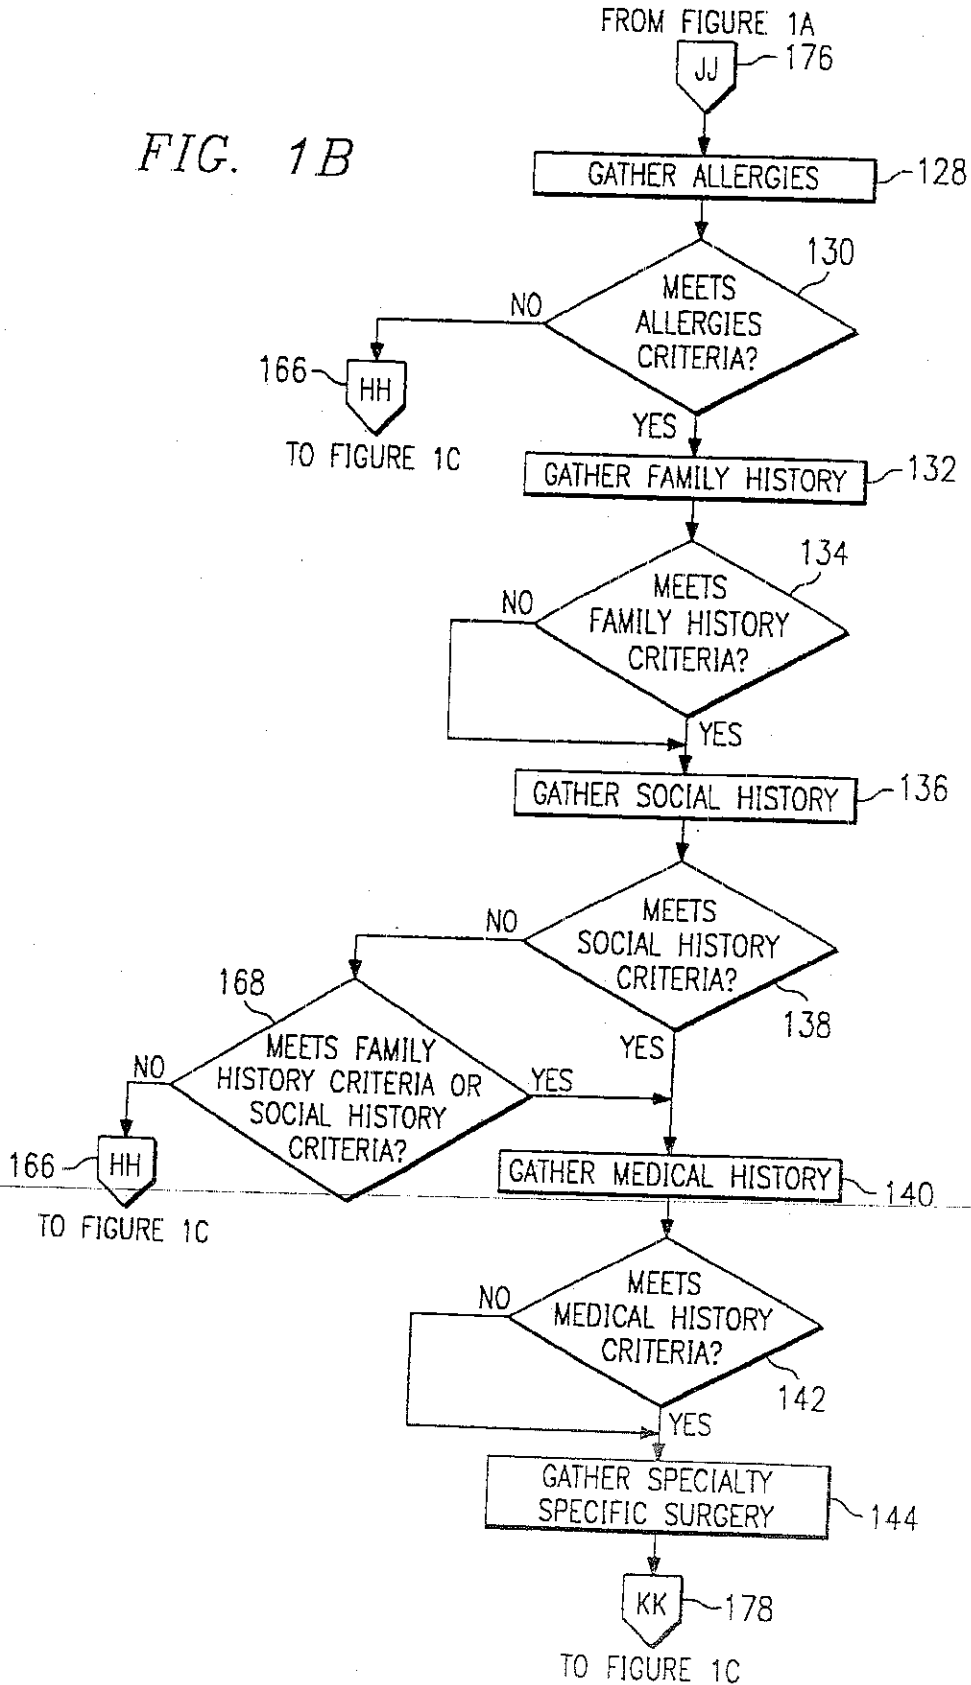 FROM FIGURE 1A
JJ
176
FIG. 1B
GATHER ALLERGIES
128
130
MEETS
ALLERGIES
CRITERIA?
NO
166
HH
TO FIGURE 1C
YES
GATHER FAMILY HISTORY
132
134
MEETS
FAMILY HISTORY
CRITERIA?
NO
YES
GATHER SOCIAL HISTORY
136
MEETS
SOCIAL HISTORY
CRITERIA?
NO
138
168
YES
MEETS FAMILY
HISTORY CRITERIA OR
SOCIAL HISTORY
CRITERIA?
NO
YES
166
HH
TO FIGURE 1C
GATHER MEDICAL HISTORY
140
MEETS
MEDICAL HISTORY
CRITERIA?
NO
142
YES
GATHER SPECIALTY
SPECIFIC SURGERY
144
KK
178
TO FIGURE 1C